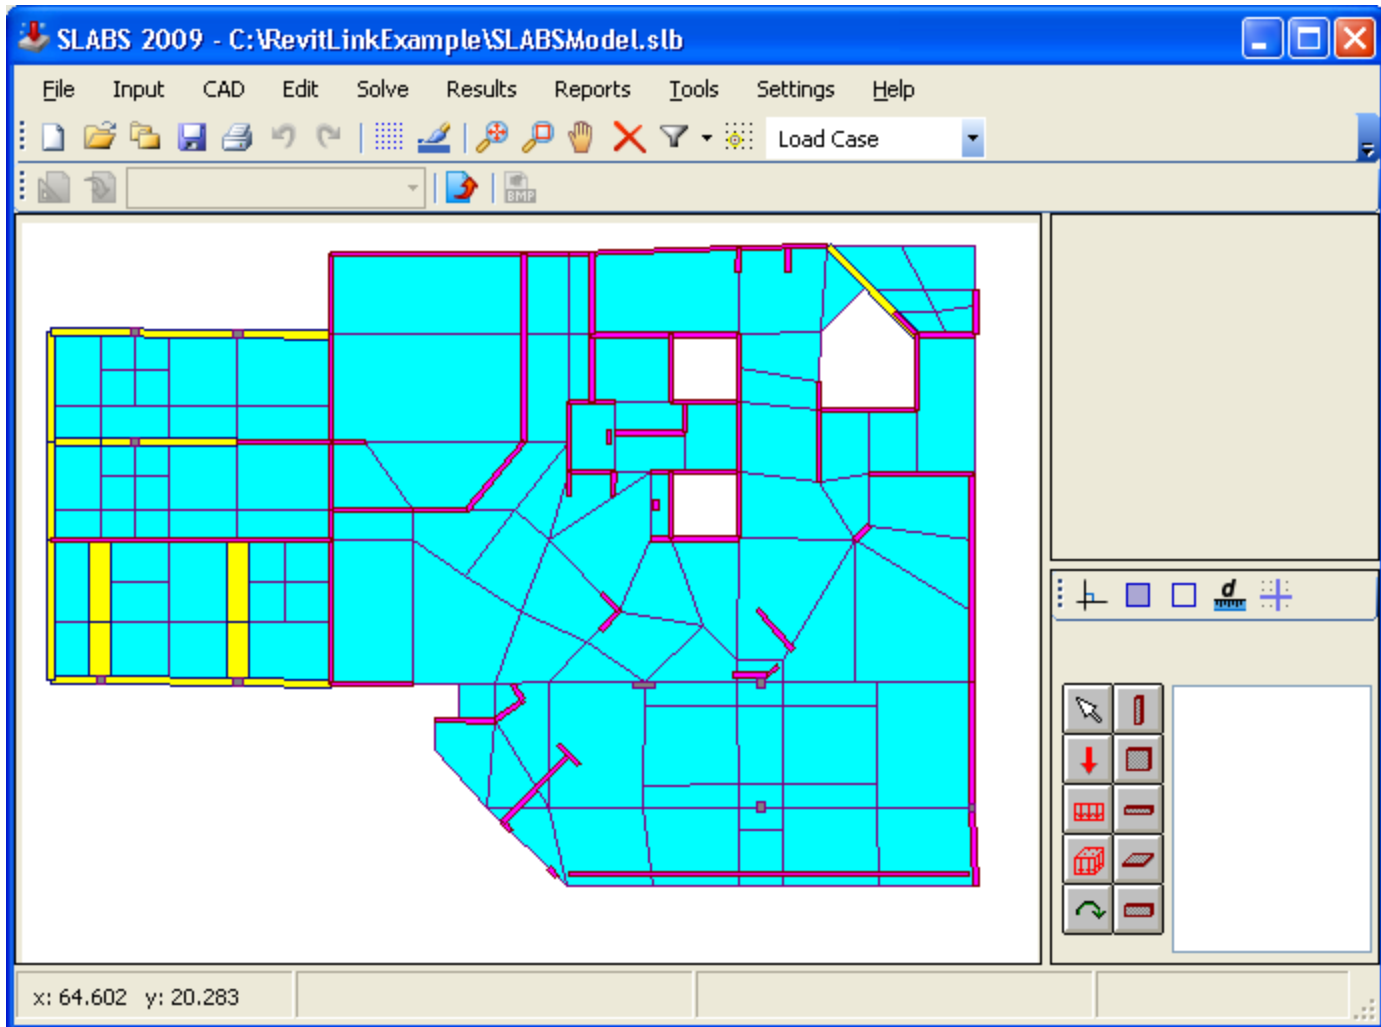 SLABS 2009 - C:\RevitLinkExample\SLABSModel.slb
File Input CAD Edit Solve Results Reports Tools Settings Help
Load Case
BMP
d
x: 64.602 y: 20.283